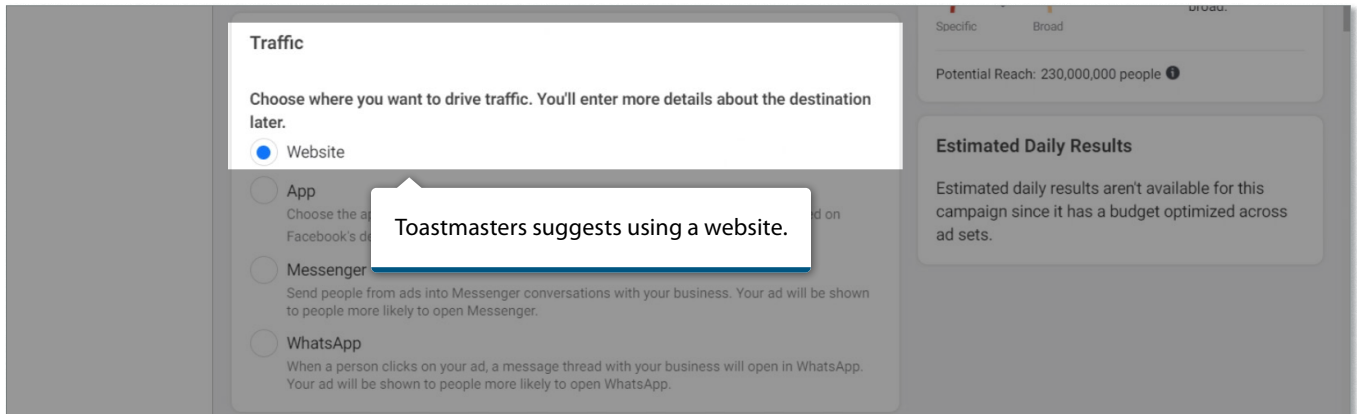 Traffic
Choose where you want to drive traffic. You'll enter more details about the destination
later.
Website
App
Choose the
ed on
Facebook's
Toastmasters suggests using a website.
Messenger
Send people from ads into Messenger conversations with your business. Your ad will be shown
to people more likely to open Messenger.
WhatsApp
When a person clicks on your ad, a message thread with your business will open in WhatsApp.
Your ad will be shown to people more likely to open WhatsApp.
Specific
Broad
broad.
Potential Reach: 230,000,000 people
Estimated Daily Results
Estimated daily results aren't available for this
campaign since it has a budget optimized across
ad sets.